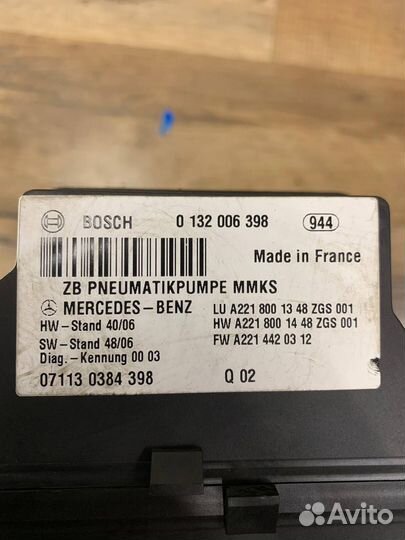 BOSCH 0 132 006 398 944
Made in France
ZB PNEUMATIKPUMPE MMKS
MERCEDES-BENZ LU A221 800 13 48 ZGS 001
HW-Stand 40/06 HW A221 800 14 48 ZGS 001
SW-Stand 48/06 FW A221 442 03 12
Diag.-Kennung 00 03
07113 0384 398 Q 02
Avito